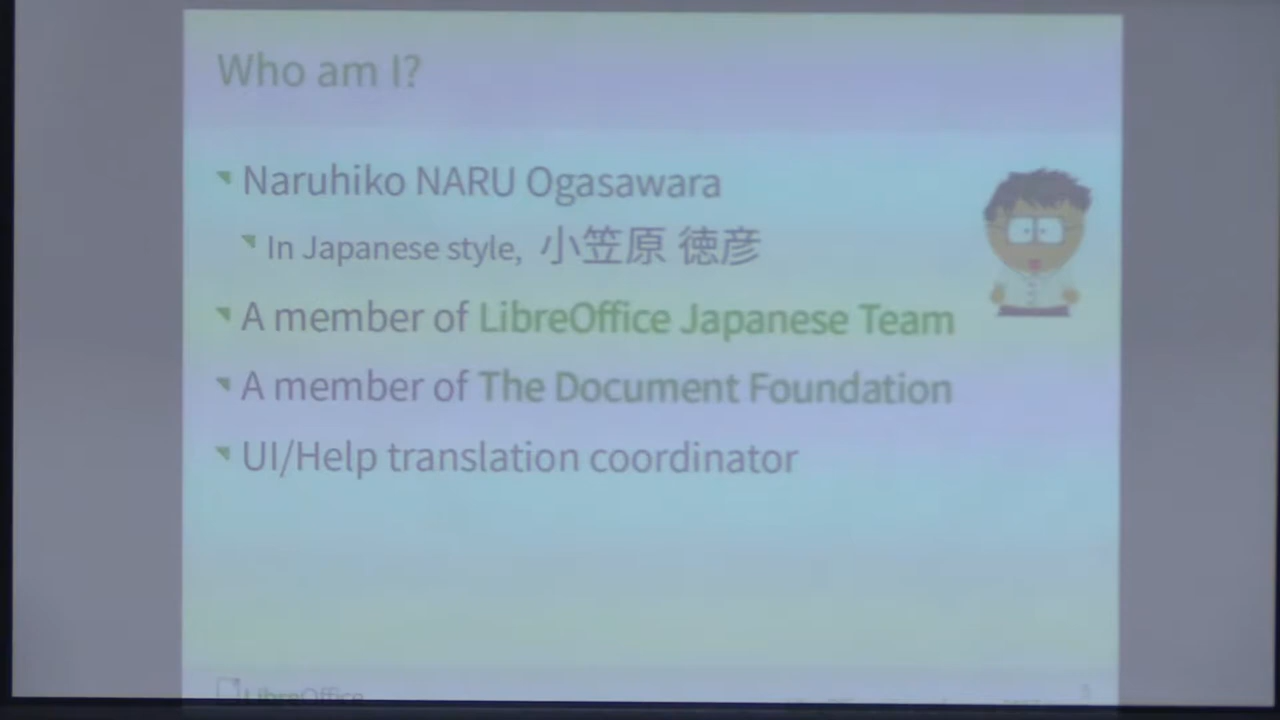 Who am I?
Naruhiko NARU Ogasawara
In Japanese style, 小笠原 徳彦
A member of LibreOffice Japanese Team
A member of The Document Foundation
UI/Help translation coordinator
LibreOffice